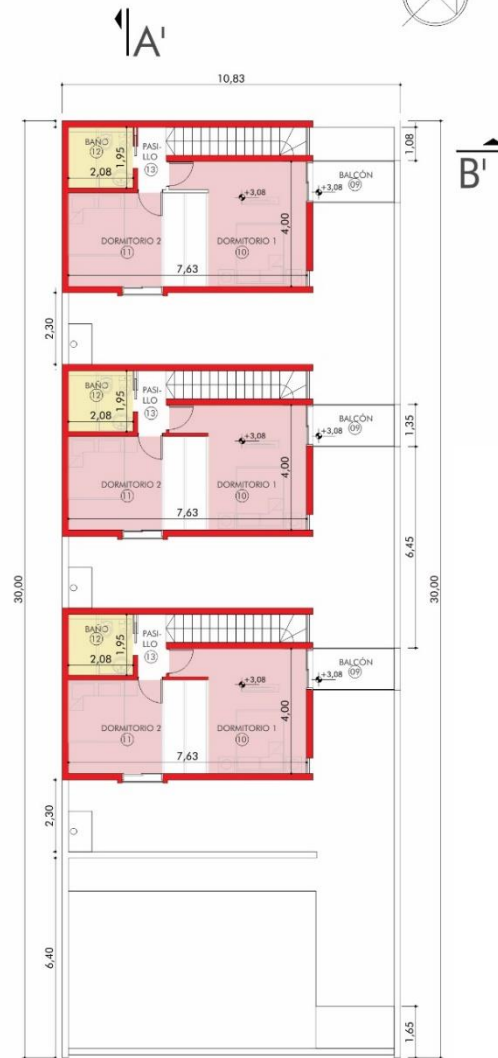 A'
10,83
1,08
B'
BAÑO
12
1,95
2,08
PASI-
LLO
13
BALCÓN
09
+3,08
+3,08
4,00
DORMITORIO 2
11
DORMITORIO 1
10
7,63
2,30
BAÑO
12
1,95
2,08
PASI-
LLO
13
BALCÓN
09
1,35
+3,08
+3,08
4,00
DORMITORIO 2
11
DORMITORIO 1
10
7,63
6,45
30,00
30,00
BAÑO
12
1,95
2,08
PASI-
LLO
13
BALCÓN
09
+3,08
+3,08
4,00
DORMITORIO 2
11
DORMITORIO 1
10
7,63
2,30
6,40
1,65